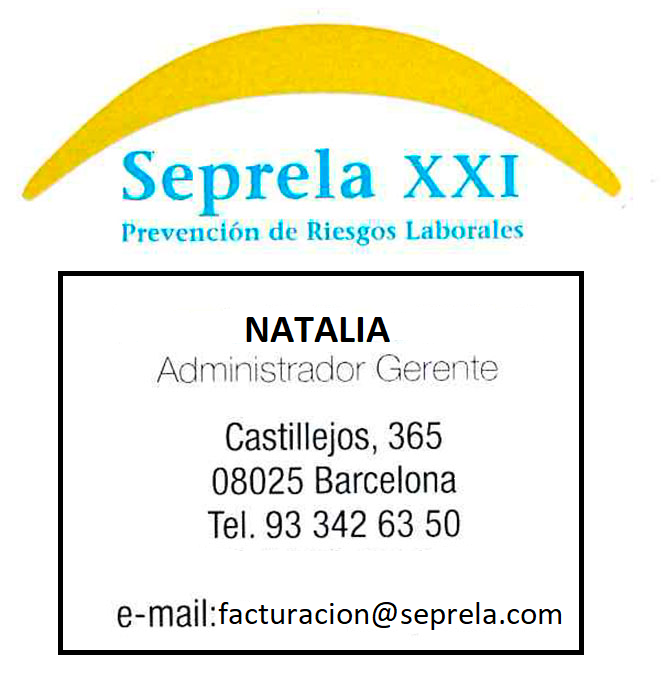 Seprela XXI
Prevención de Riesgos Laborales
NATALIA
Administrador Gerente
Castillejos, 365
08025 Barcelona
Tel. 93 342 63 50
e-mail:facturacion@seprela.com